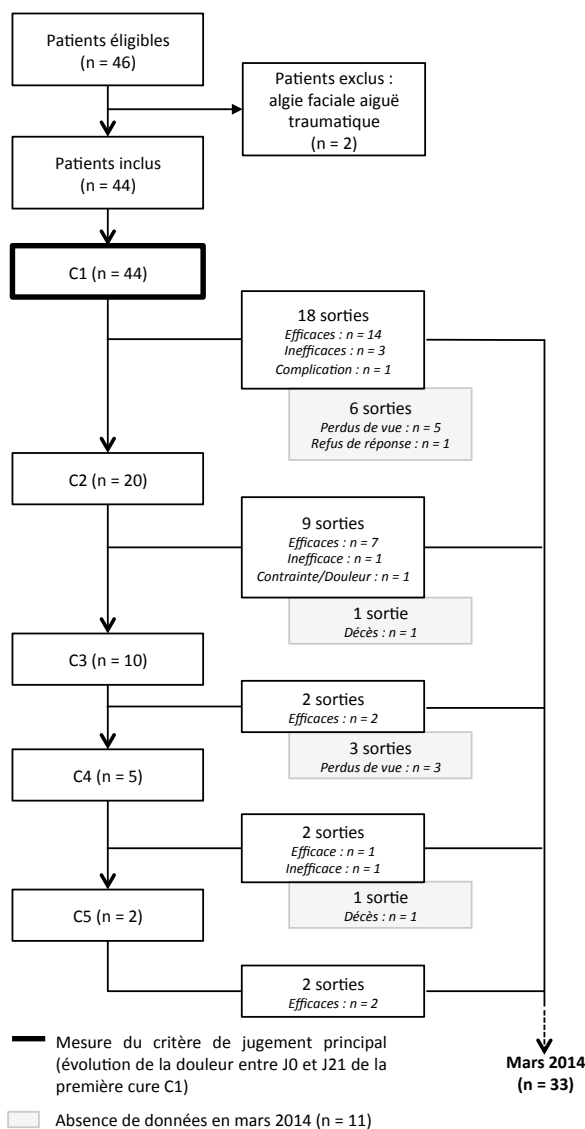 Patients éligibles
(n = 46)
Patients exclus :
algie faciale aiguë
traumatique
(n = 2)
Patients inclus
(n = 44)
C1 (n = 44)
18 sorties
Efficaces : n = 14
Inefficaces : n = 3
Complication : n = 1
6 sorties
Perdus de vue : n = 5
Refus de réponse : n = 1
C2 (n = 20)
9 sorties
Efficaces : n = 7
Inefficace : n = 1
Contrainte/Douleur : n = 1
1 sortie
Décès : n = 1
C3 (n = 10)
2 sorties
Efficaces : n = 2
3 sorties
Perdus de vue : n = 3
C4 (n = 5)
2 sorties
Efficace : n = 1
Inefficace : n = 1
1 sortie
Décès : n = 1
C5 (n = 2)
2 sorties
Efficaces : n = 2
Mesure du critère de jugement principal
(évolution de la douleur entre J0 et J21 de la
première cure C1)
Mars 2014
(n = 33)
Absence de données en mars 2014 (n = 11)